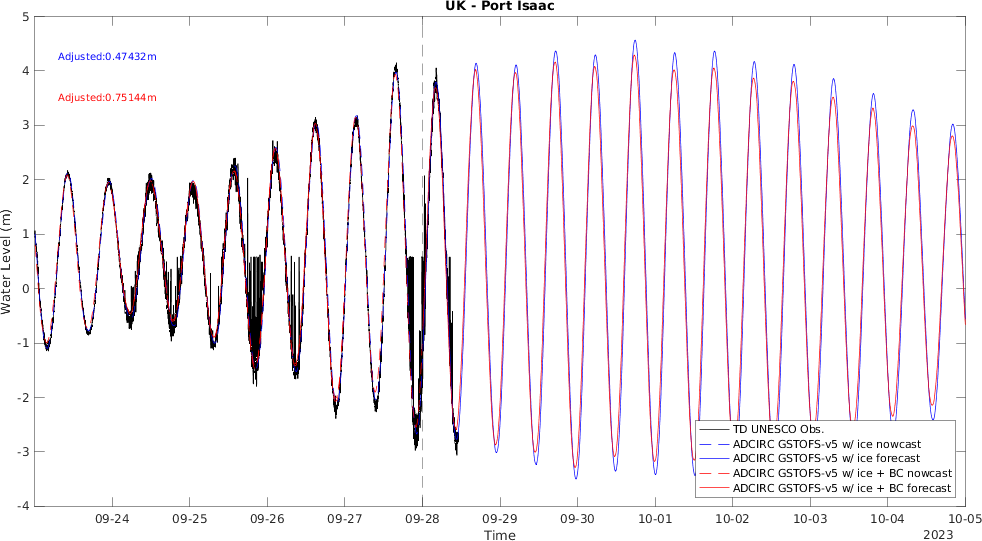 UK - Port Isaac
Adjusted:0.47432m
Adjusted:0.75144m
Water Level (m)
5
4
3
2
1
0
-1
-2
-3
-4
TD UNESCO Obs.
ADCIRC GSTOFS-v5 w/ ice nowcast
ADCIRC GSTOFS-v5 w/ ice forecast
ADCIRC GSTOFS-v5 w/ ice + BC nowcast
ADCIRC GSTOFS-v5 w/ ice + BC forecast
09-24 09-25 09-26 09-27 09-28 09-29 09-30 10-01 10-02 10-03 10-04 10-05
Time
2023